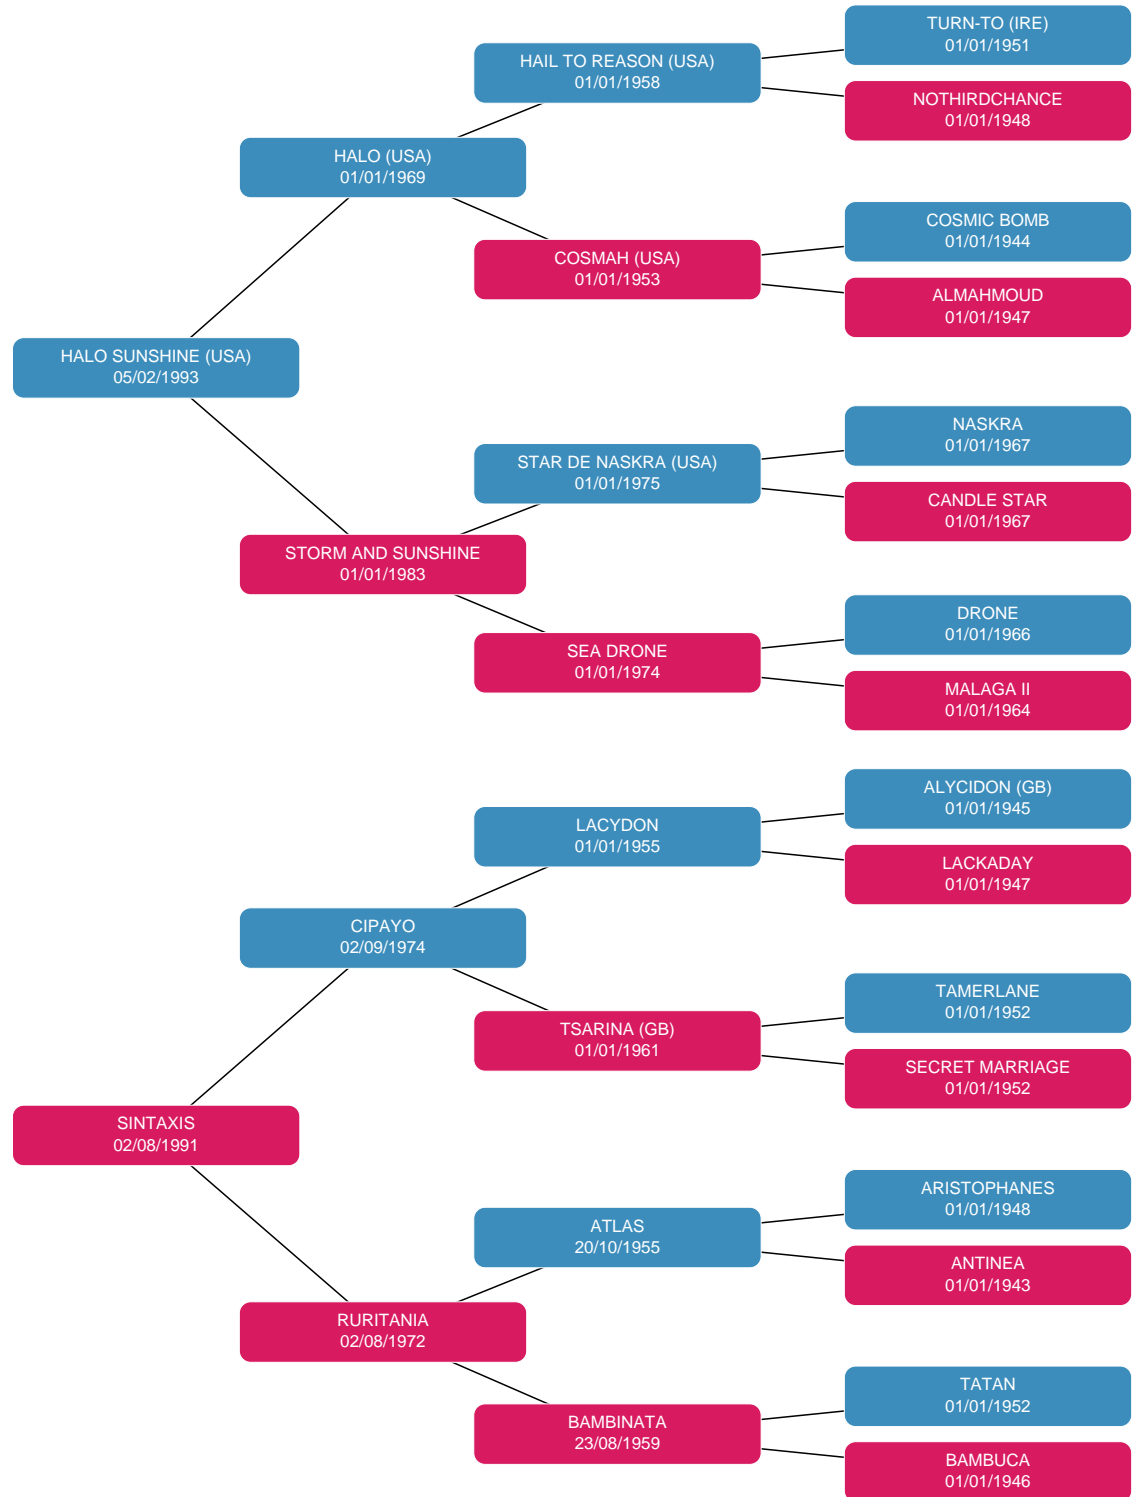 TURN-TO (IRE)
01/01/1951
HAIL TO REASON (USA)
01/01/1958
NOTHIRDCHANCE
01/01/1948
HALO (USA)
01/01/1969
COSMIC BOMB
01/01/1944
COSMAH (USA)
01/01/1953
ALMAHMOUD
01/01/1947
HALO SUNSHINE (USA)
05/02/1993
NASKRA
01/01/1967
STAR DE NASKRA (USA)
01/01/1975
CANDLE STAR
01/01/1967
STORM AND SUNSHINE
01/01/1983
DRONE
01/01/1966
SEA DRONE
01/01/1974
MALAGA II
01/01/1964
ALYCIDON (GB)
01/01/1945
LACYDON
01/01/1955
LACKADAY
01/01/1947
CIPAYO
02/09/1974
TAMERLANE
01/01/1952
TSARINA (GB)
01/01/1961
SECRET MARRIAGE
01/01/1952
SINTAXIS
02/08/1991
ARISTOPHANES
01/01/1948
ATLAS
20/10/1955
ANTINEA
01/01/1943
RURITANIA
02/08/1972
TATAN
01/01/1952
BAMBINATA
23/08/1959
BAMBUCA
01/01/1946